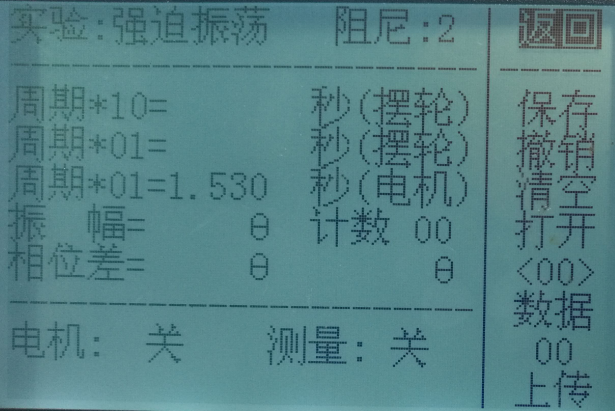 实验:强迫振荡 阻尼:2 返回
周期*10= 秒(摆轮) 保存
周期*01= 秒(摆轮) 撤销
周期*01=1.530 秒(电机) 清空
振 幅= θ 计数 00 打开
相位差= θ θ <00>
数据
电机: 关 测量: 关 00
上传